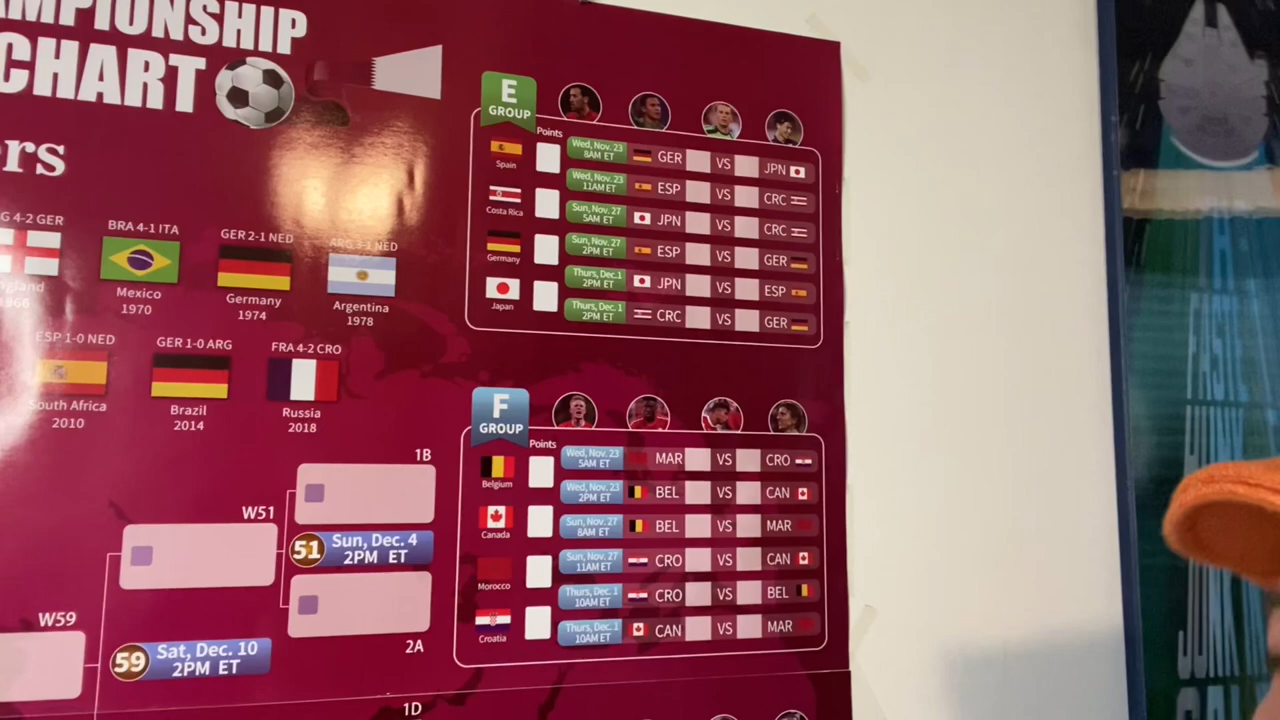 AMPIONSHIP
CHART
ers
G 4-2 GER
BRA 4-1 ITA
GER 2-1 NED
ARG 3-1 NED
Mexico
1970
Germany
1974
Argentina
1978
ESP 1-0 NED
GER 1-0 ARG
FRA 4-2 CRO
South Africa
2010
Brazil
2014
Russia
2018
1B
W51
51 Sun, Dec. 4
2PM ET
W59
2A
59 Sat, Dec. 10
2PM ET
1D
E
GROUP
Points
Spain
Costa Rica
Germany
Japan
Wed, Nov. 23
8AM ET
GER VS JPN
Wed, Nov. 23
11AM ET
ESP VS CRC
Sun, Nov. 27
5AM ET
JPN VS CRC
Sun, Nov. 27
2PM ET
ESP VS GER
Thurs, Dec.1
2PM ET
JPN VS ESP
Thurs, Dec. 1
2PM ET
CRC VS GER
F
GROUP
Points
Belgium
Canada
Morocco
Croatia
Wed, Nov. 23
5AM ET
MAR VS CRO
Wed, Nov. 23
2PM ET
BEL VS CAN
Sun, Nov. 27
8AM ET
BEL VS MAR
Sun, Nov. 27
11AM ET
CRO VS CAN
Thurs, Dec. 1
10AM ET
CRO VS BEL
Thurs, Dec. 1
10AM ET
CAN VS MAR